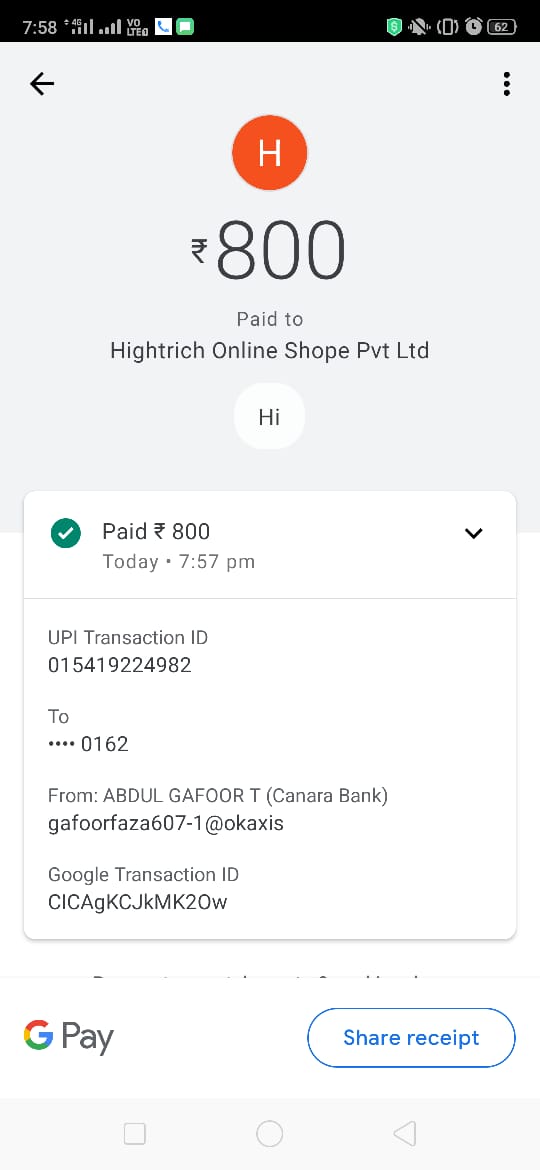 7:58 4G VO LTE 62
H
₹800
Paid to
Hightrich Online Shope Pvt Ltd
Hi
Paid ₹ 800
Today • 7:57 pm
UPI Transaction ID
015419224982
To
•••• 0162
From: ABDUL GAFOOR T (Canara Bank)
gafoorfaza607-1@okaxis
Google Transaction ID
CICAgKCJkMK2Ow
G Pay
Share receipt